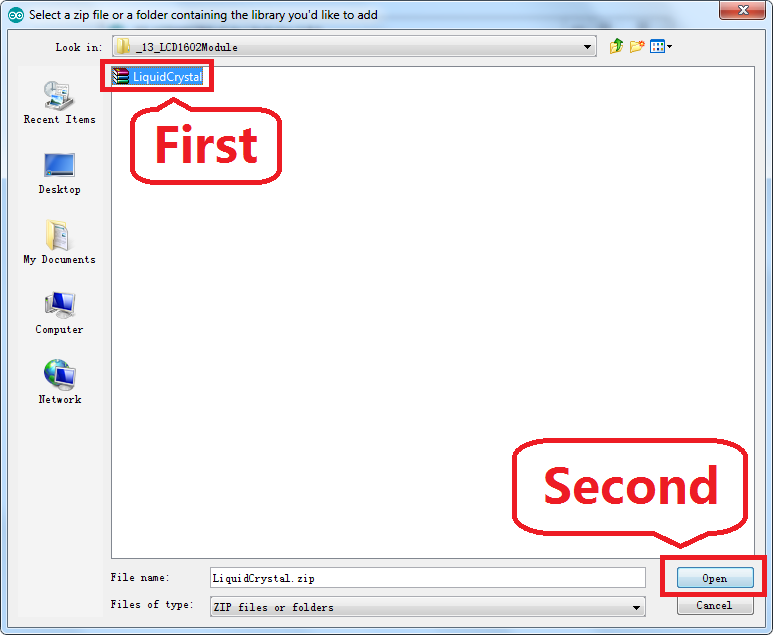 Select a zip file or a folder containing the library you'd like to add
Look in: _13_LCD1602Module
LiquidCrystal
First
Recent Items
Desktop
My Documents
Computer
Network
Second
File name: LiquidCrystal.zip Open
Files of type: ZIP files or folders Cancel